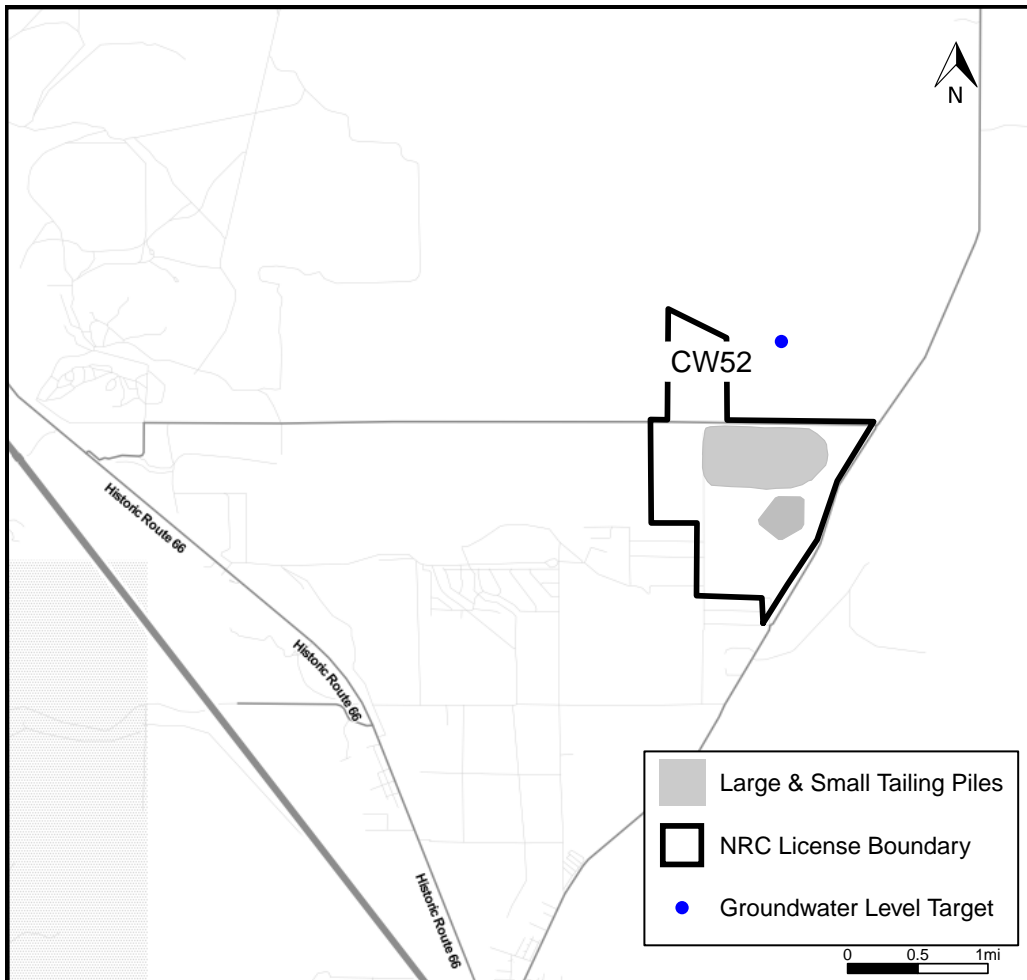 N
CW52
Historic Route 66
Historic Route 66
Historic Route 66
Large & Small Tailing Piles
NRC License Boundary
Groundwater Level Target
0 0.5 1mi